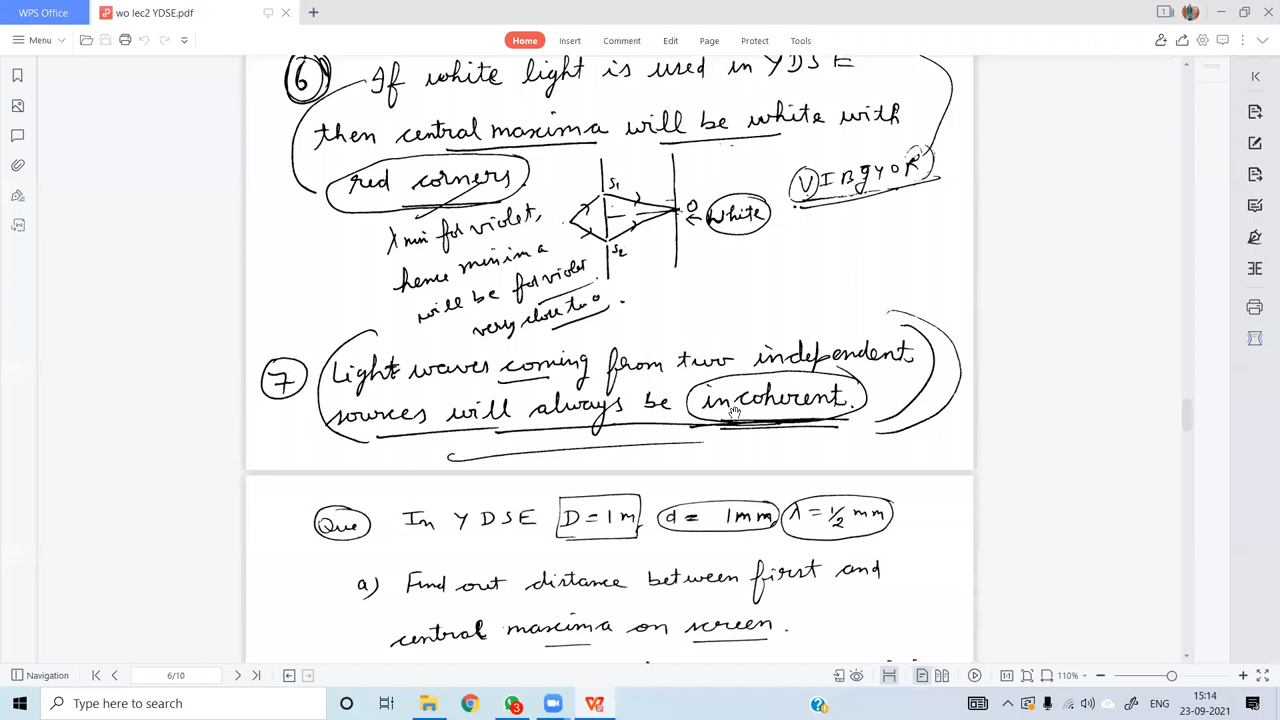 WPS Office
wo lec2 YDSE.pdf
Menu
Home Insert Comment Edit Page Protect Tools
6 If white light is used in YDSE
then central maxima will be white with
red corners
VIBgYOR
S1
O
White
S2
λ min for violet,
hence minima
will be for violet
very close to o .
7 Light waves coming from two independent
sources will always be incoherent.
Que In YDSE D = 1m d = 1mm λ = 1/2 mm
a) Find out distance between first and
central maxima on screen.
Navigation 6/10 110%
Type here to search
3
ENG
15:14
23-09-2021